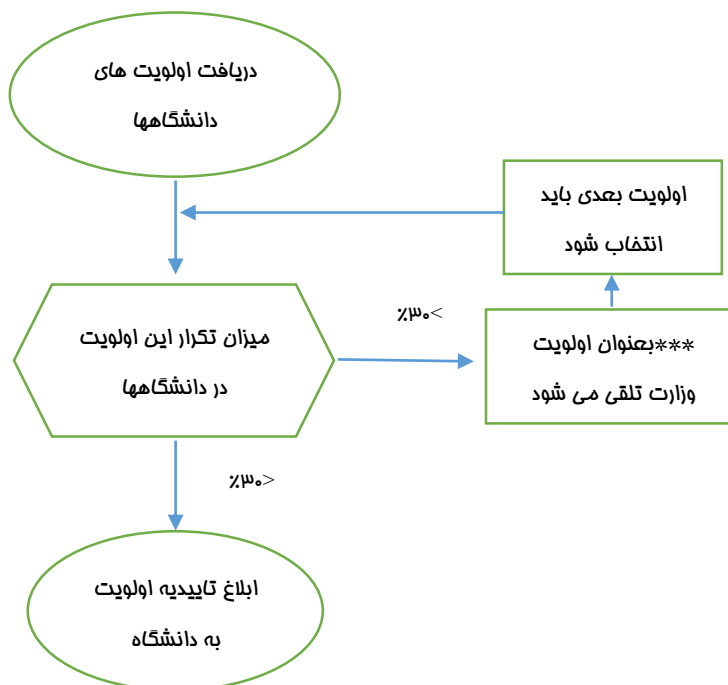 دریافت اولویت های
دانشگاهها
اولویت بعدی باید
انتخاب شود
میزان تکرار این اولویت
در دانشگاهها
٪۳۰<
***بعنوان اولویت
وزارت تلقی می شود
٪۳۰>
ابلاغ تاییدیه اولویت
به دانشگاه